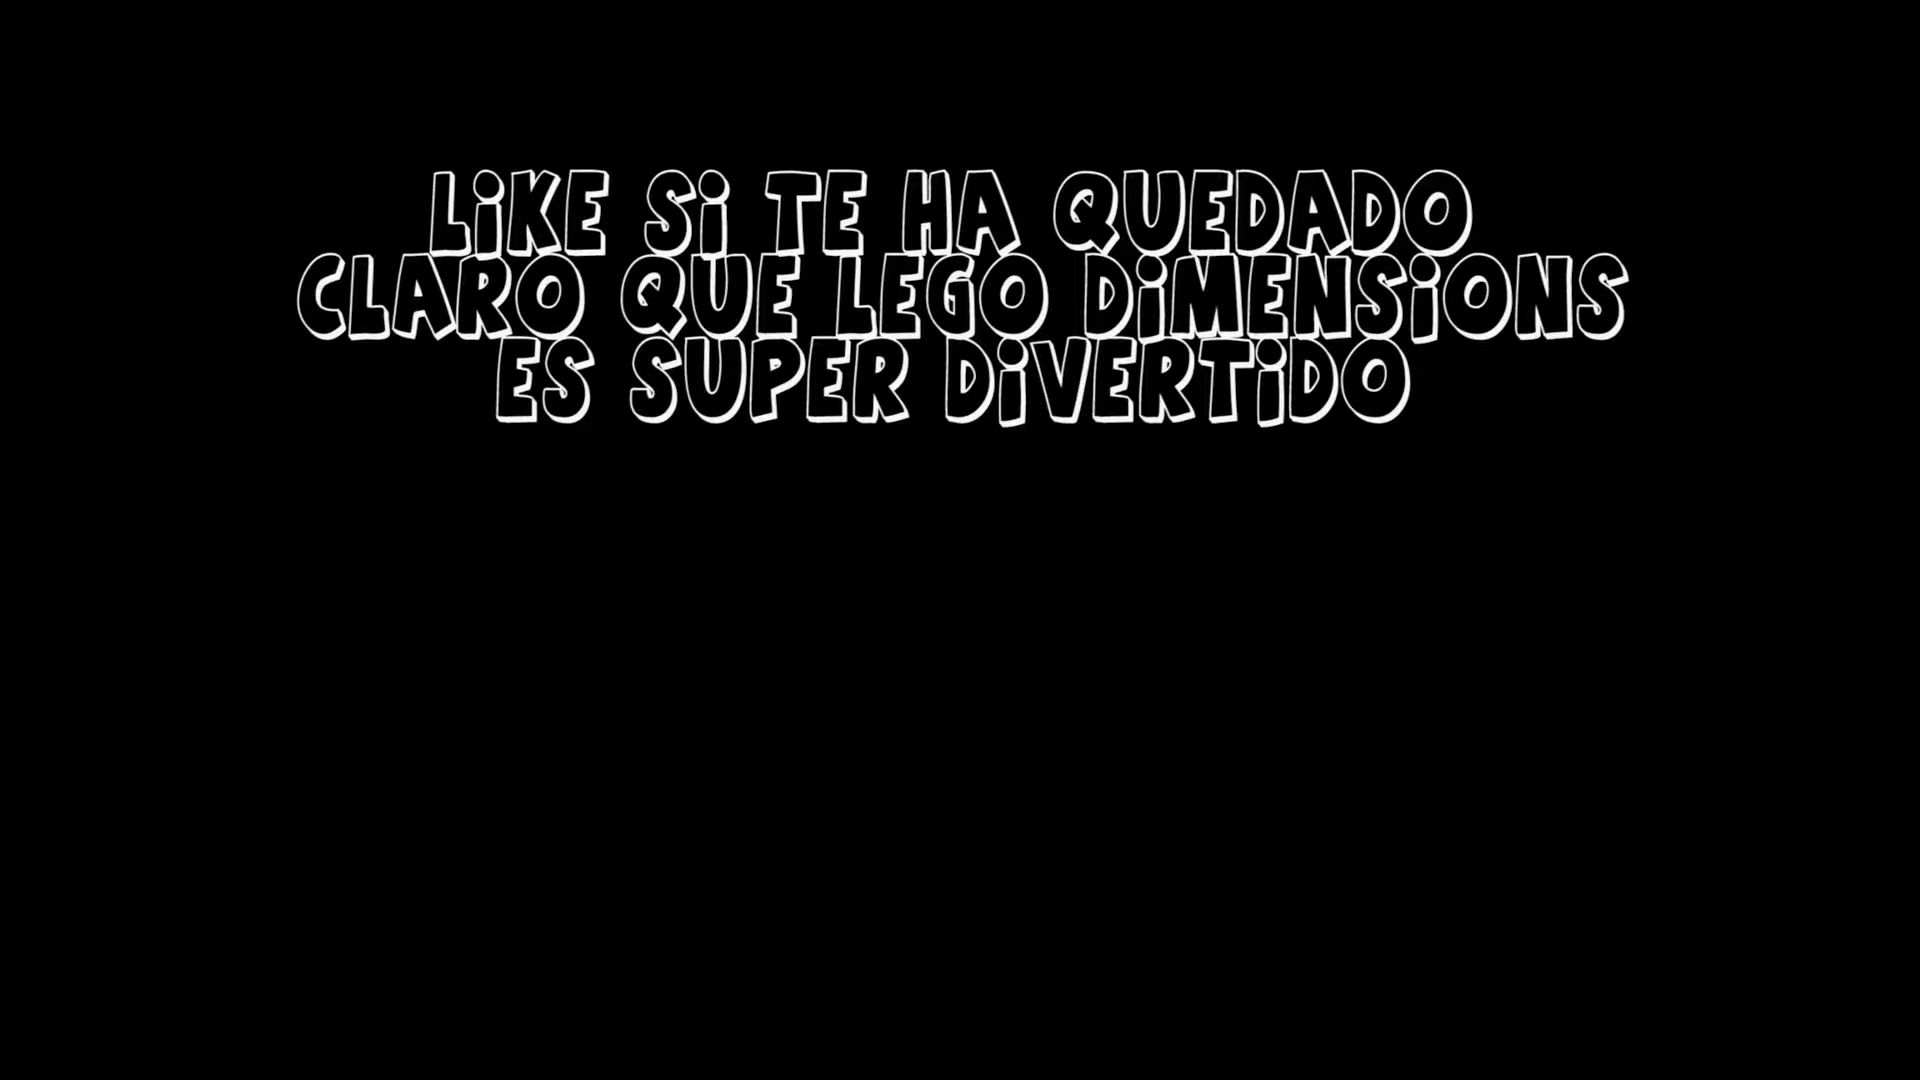 LiKE Si TE HA QUEDADO
CLARO QUE LEGO DiMENSiONS
ES SUPER DiVERTiDO